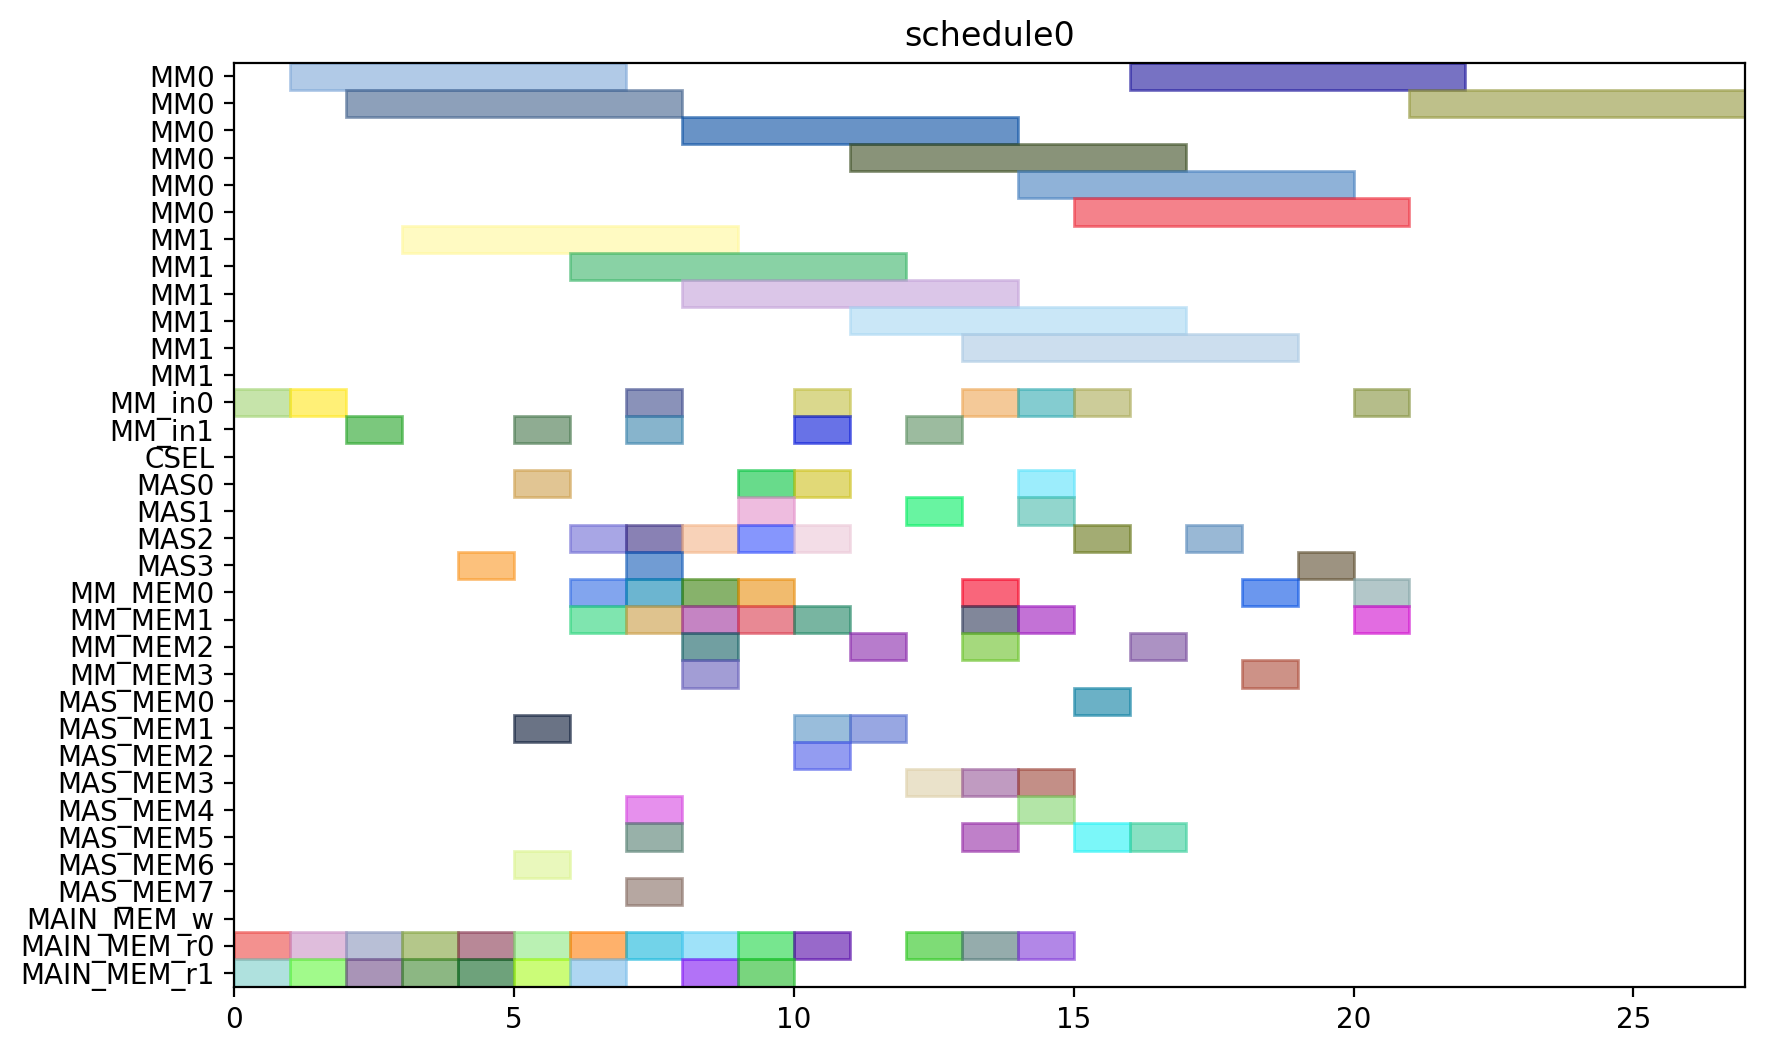 schedule0
MM0
MM0
MM0
MM0
MM0
MM0
MM1
MM1
MM1
MM1
MM1
MM1
MM_in0
MM_in1
CSEL
MAS0
MAS1
MAS2
MAS3
MM_MEM0
MM_MEM1
MM_MEM2
MM_MEM3
MAS_MEM0
MAS_MEM1
MAS_MEM2
MAS_MEM3
MAS_MEM4
MAS_MEM5
MAS_MEM6
MAS_MEM7
MAIN_MEM_w
MAIN_MEM_r0
MAIN_MEM_r1
0 5 10 15 20 25